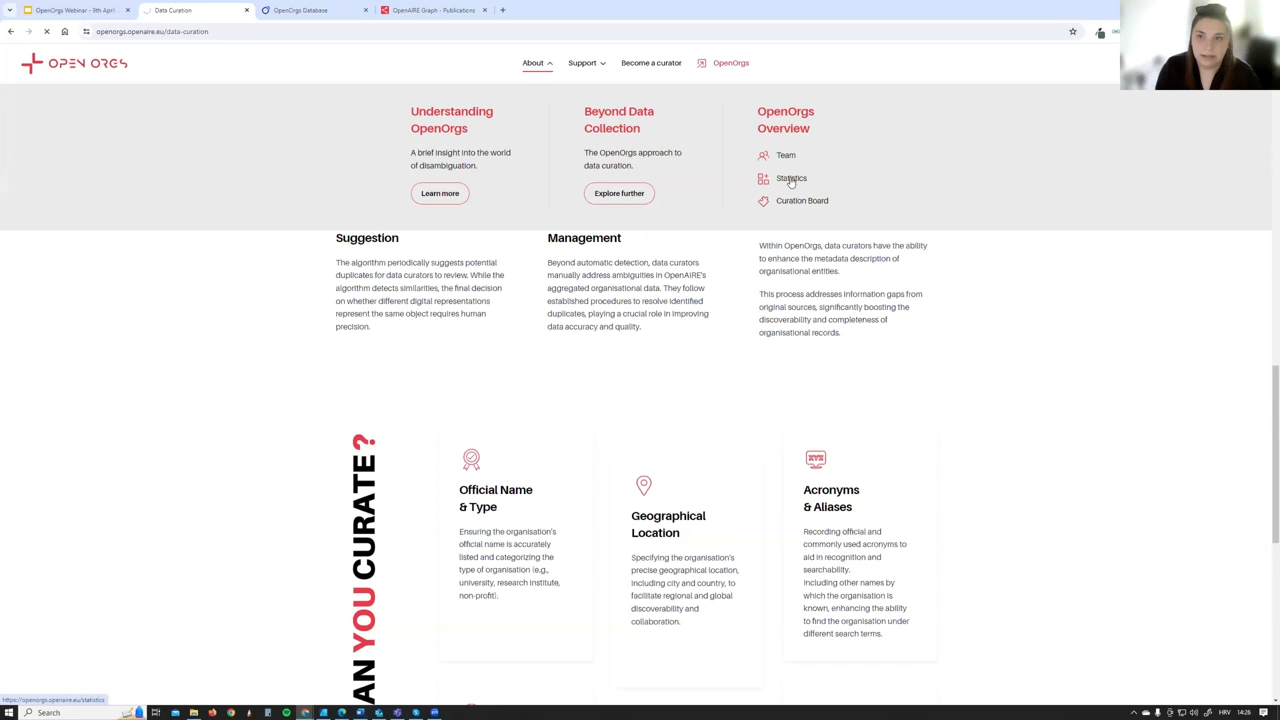 OpenOrgs Webinar - 9th April
Data Curation
OpenOrgs Database
OpenAIRE Graph - Publications
openorgs.openaire.eu/data-curation
OPEN ORGS
About
Support
Become a curator
OpenOrgs
Understanding
OpenOrgs
A brief insight into the world
of disambiguation.
Learn more
Beyond Data
Collection
The OpenOrgs approach to
data curation.
Explore further
OpenOrgs
Overview
Team
Statistics
Curation Board
Suggestion
The algorithm periodically suggests potential
duplicates for data curators to review. While the
algorithm detects similarities, the final decision
on whether different digital representations
represent the same object requires human
precision.
Management
Beyond automatic detection, data curators
manually address ambiguities in OpenAIRE's
aggregated organisational data. They follow
established procedures to resolve identified
duplicates, playing a crucial role in improving
data accuracy and quality.
Within OpenOrgs, data curators have the ability
to enhance the metadata description of
organisational entities.
This process addresses information gaps from
original sources, significantly boosting the
discoverability and completeness of
organisational records.
AN YOU CURATE?
Official Name
& Type
Ensuring the organisation's
official name is accurately
listed and categorizing the
type of organisation (e.g.,
university, research institute,
non-profit).
Geographical
Location
Specifying the organisation's
precise geographical location,
including city and country, to
facilitate regional and global
discoverability and
collaboration.
XYZ
Acronyms
& Aliases
Recording official and
commonly used acronyms to
aid in recognition and
searchability.
Including other names by
which the organisation is
known, enhancing the ability
to find the organisation under
different search terms.
https://openorgs.openaire.eu/statistics
Search
HRV
14:26